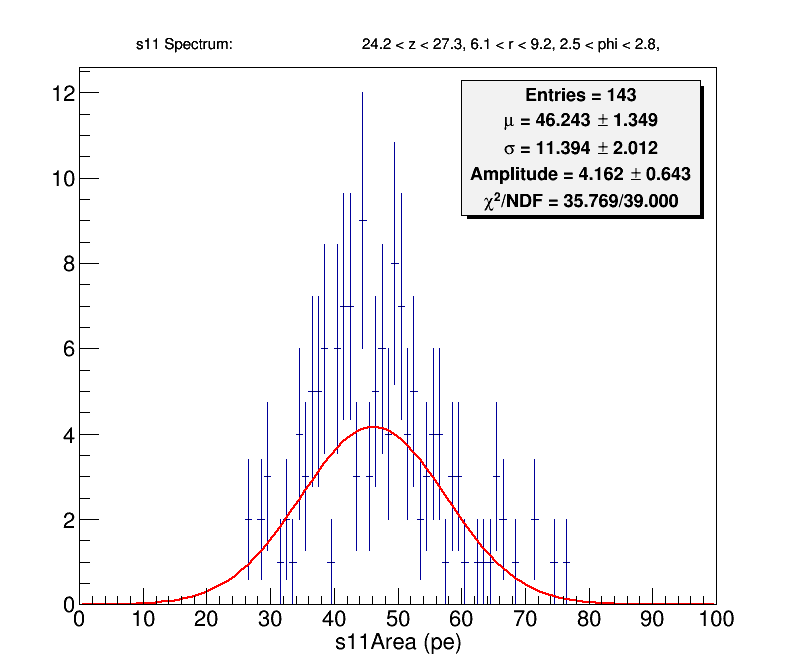 s11 Spectrum: 24.2 < z < 27.3, 6.1 < r < 9.2, 2.5 < phi < 2.8,
Entries = 143
μ = 46.243 ± 1.349
σ = 11.394 ± 2.012
Amplitude = 4.162 ± 0.643
χ²/NDF = 35.769/39.000
12
10
8
6
4
2
0
0 10 20 30 40 50 60 70 80 90 100
s11Area (pe)